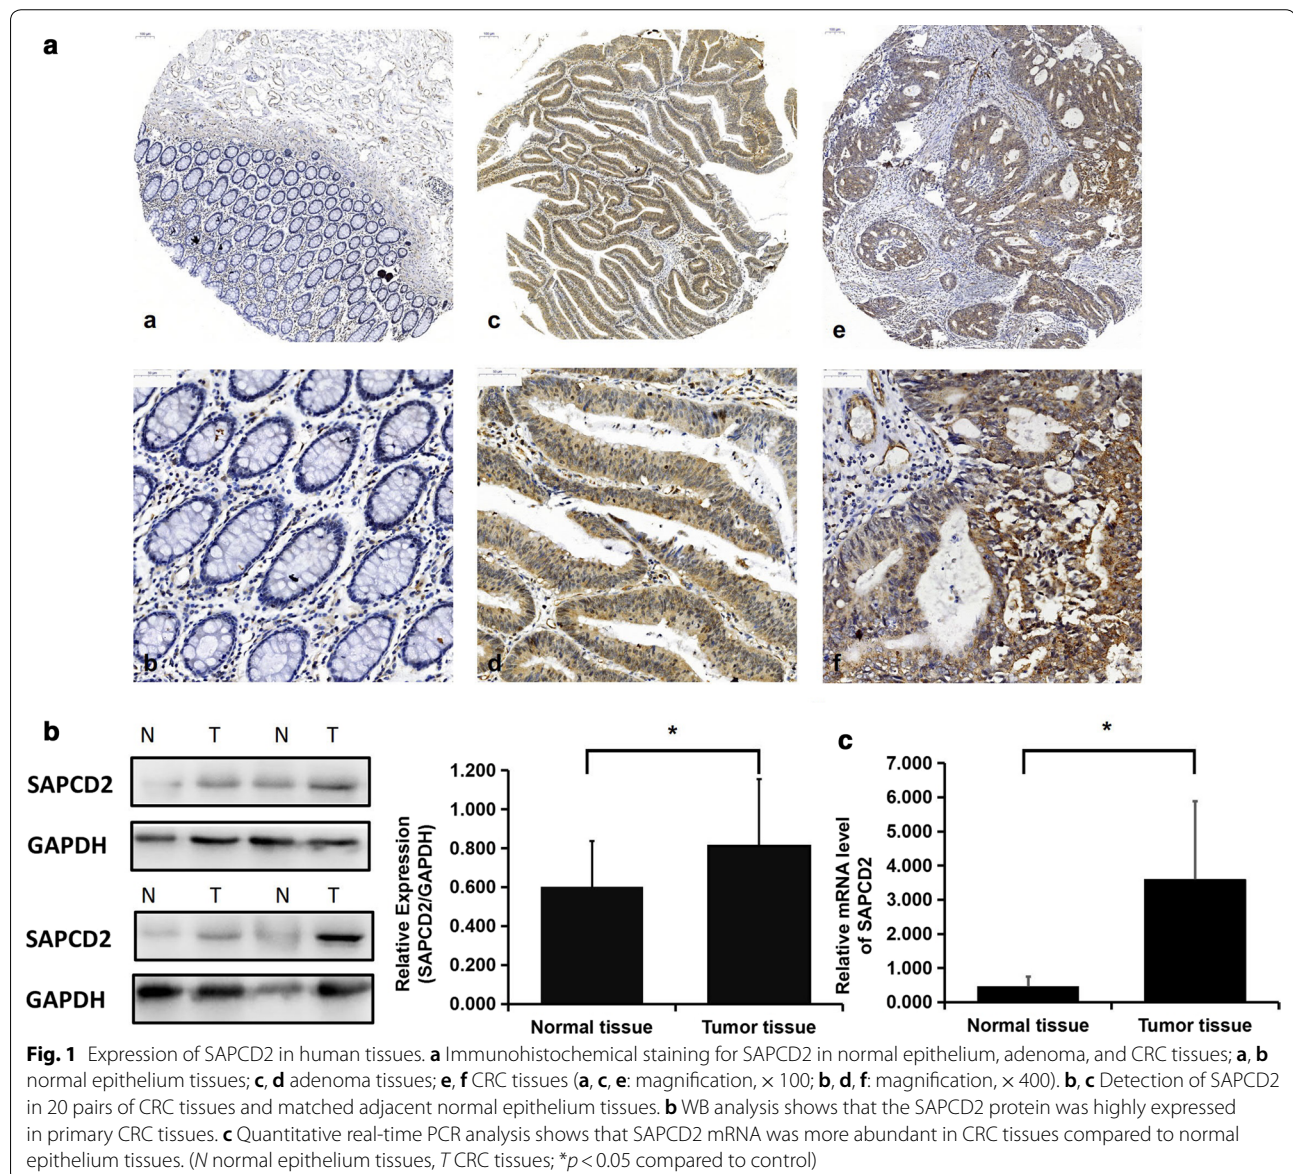 a
100 μm
100 μm
100 μm
a
c
e
b
d
f
b
N T N T
SAPCD2
GAPDH
N T N T
SAPCD2
GAPDH
*
Relative Expression
(SAPCD2/GAPDH)
1.200
1.000
0.800
0.600
0.400
0.200
0.000
Normal tissue Tumor tissue
c
*
Relative mRNA level
of SAPCD2
7.000
6.000
5.000
4.000
3.000
2.000
1.000
0.000
Normal tissue Tumor tissue
Fig. 1 Expression of SAPCD2 in human tissues. a Immunohistochemical staining for SAPCD2 in normal epithelium, adenoma, and CRC tissues; a, b
normal epithelium tissues; c, d adenoma tissues; e, f CRC tissues (a, c, e: magnification, × 100; b, d, f: magnification, × 400). b, c Detection of SAPCD2
in 20 pairs of CRC tissues and matched adjacent normal epithelium tissues. b WB analysis shows that the SAPCD2 protein was highly expressed
in primary CRC tissues. c Quantitative real-time PCR analysis shows that SAPCD2 mRNA was more abundant in CRC tissues compared to normal
epithelium tissues. (N normal epithelium tissues, T CRC tissues; *p < 0.05 compared to control)